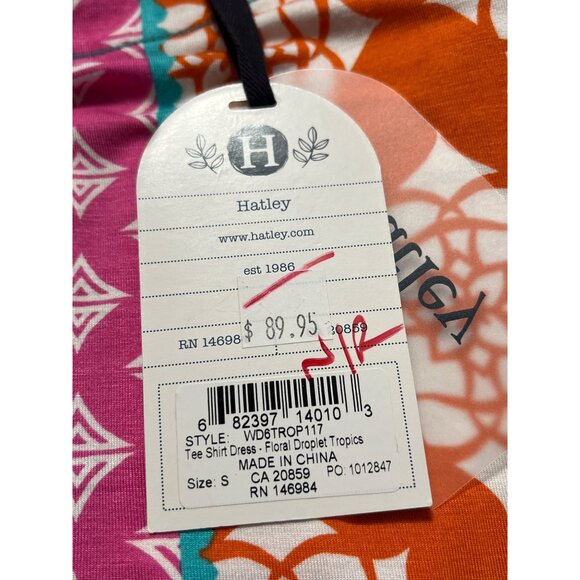 H
Hatley
www.hatley.com
est 1986
$ 89.95
RN 14698 20859
N/R
6 82397 14010 3
STYLE: WD6TROP117
Tee Shirt Dress - Floral Droplet Tropics
MADE IN CHINA
Size: S CA 20859 PO: 1012847
RN 146984